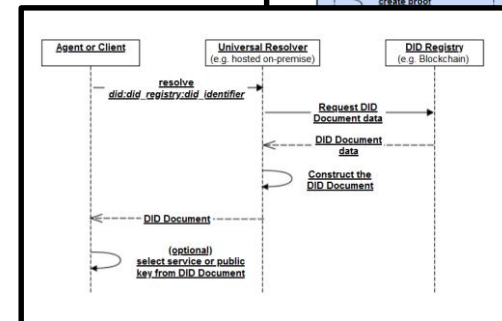 create proof
Agent or Client
Universal Resolver
(e.g. hosted on-premise)
DID Registry
(e.g. Blockchain)
resolve
did:did_registry:did_identifier
Request DID
Document data
DID Document
data
Construct the
DID Document
DID Document
(optional)
select service or public
key from DID Document